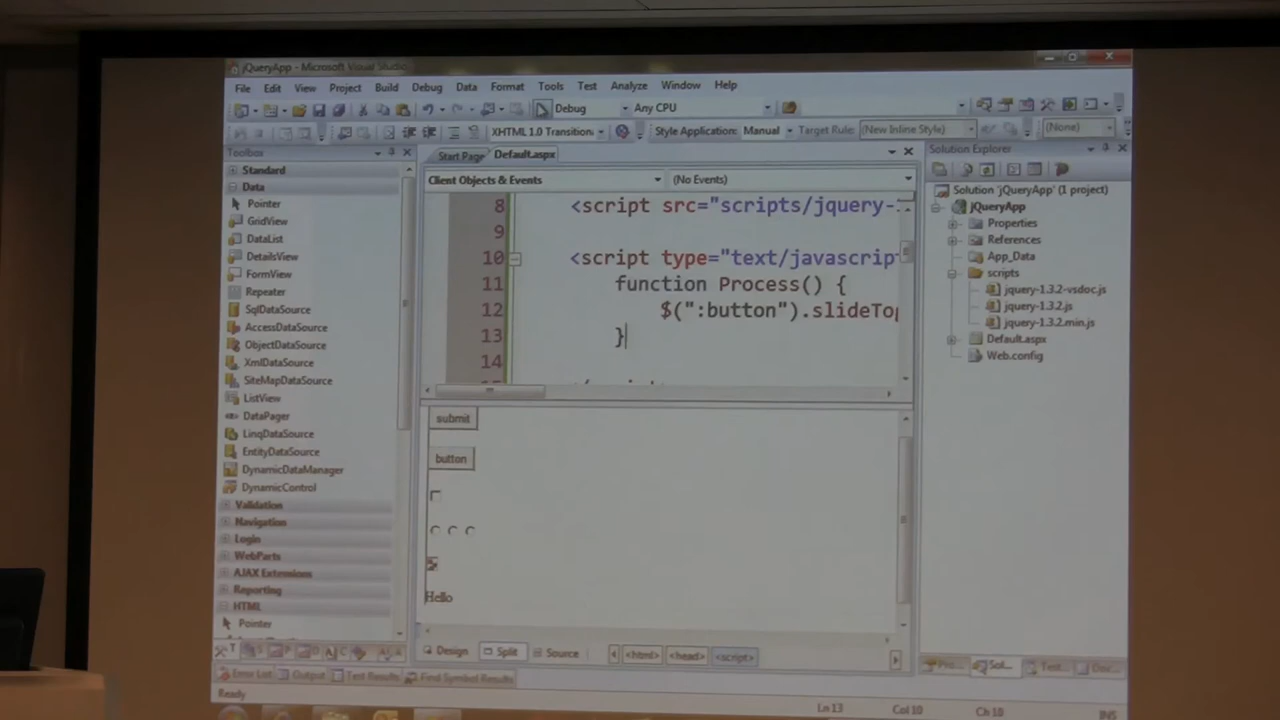 jQueryApp - Microsoft Visual Studio
File Edit View Project Build Debug Data Format Tools Test Analyze Window Help
Debug Any CPU
XHTML 1.0 Transition Style Application: Manual Target Rule: (New Inline Style) (None)
Toolbox
Standard
Data
Pointer
GridView
DataList
DetailsView
FormView
Repeater
SqlDataSource
AccessDataSource
ObjectDataSource
XmlDataSource
SiteMapDataSource
ListView
DataPager
LinqDataSource
EntityDataSource
DynamicDataManager
DynamicControl
Validation
Navigation
Login
WebParts
AJAX Extensions
Reporting
HTML
Pointer
Start Page Default.aspx
Client Objects & Events (No Events)
8 <script src="scripts/jquery-
9
10 <script type="text/javascrip
11 function Process() {
12 $(":button").slideTo
13 }
14
submit
button
Hello
Design Split Source <html> <head> <script>
Solution Explorer
Solution 'jQueryApp' (1 project)
jQueryApp
Properties
References
App_Data
scripts
jquery-1.3.2-vsdoc.js
jquery-1.3.2.js
jquery-1.3.2.min.js
Default.aspx
Web.config
Error List Output Test Results Find Symbol Results
Ready Ln 13 Col 10 Ch 10 INS